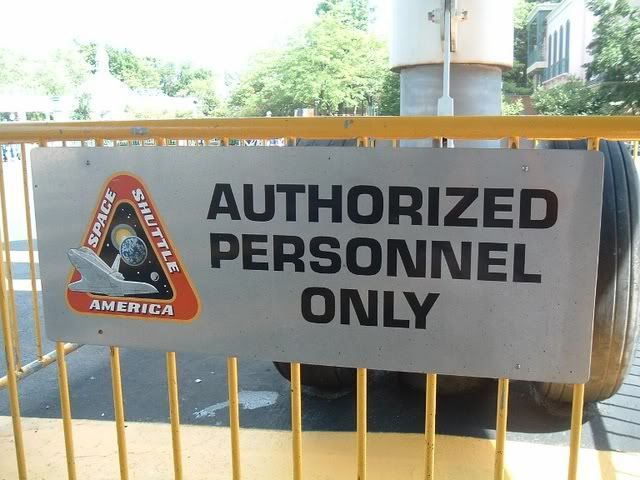 SPACE
SHUTTLE
AMERICA
AUTHORIZED
PERSONNEL
ONLY